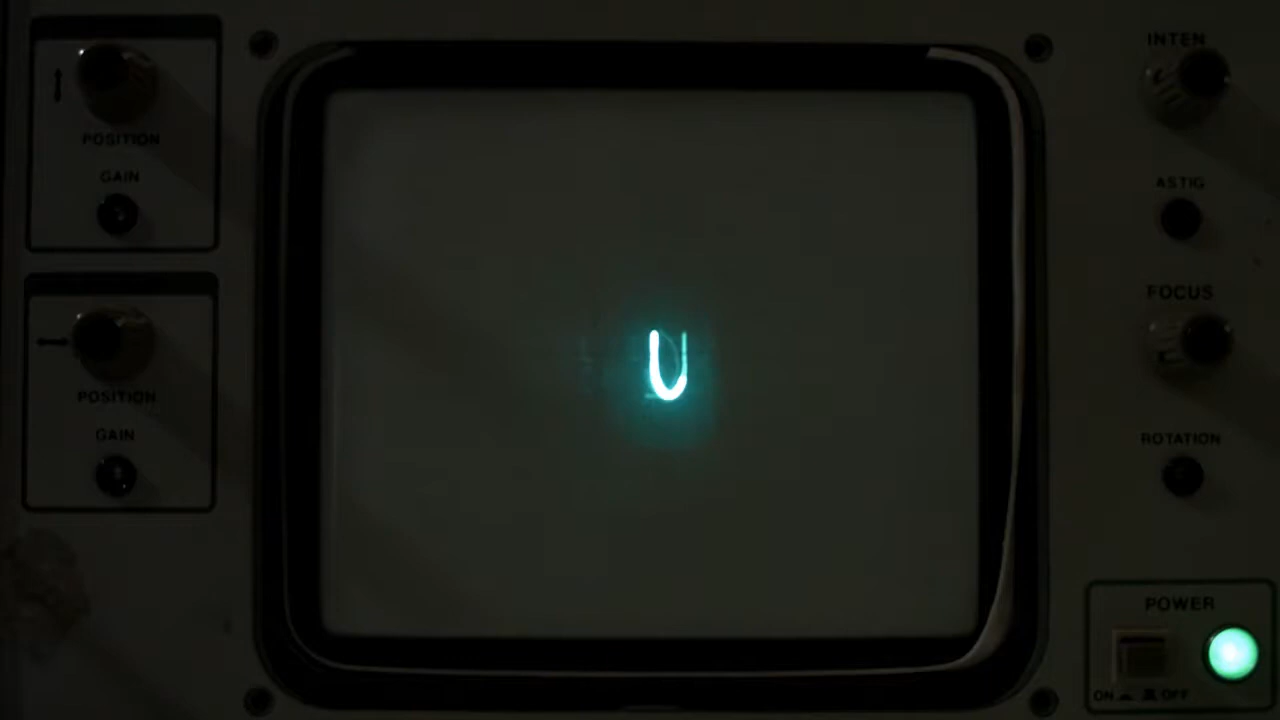 INTEN
POSITION
GAIN
ASTIG
U
FOCUS
POSITION
GAIN
ROTATION
POWER
ON OFF